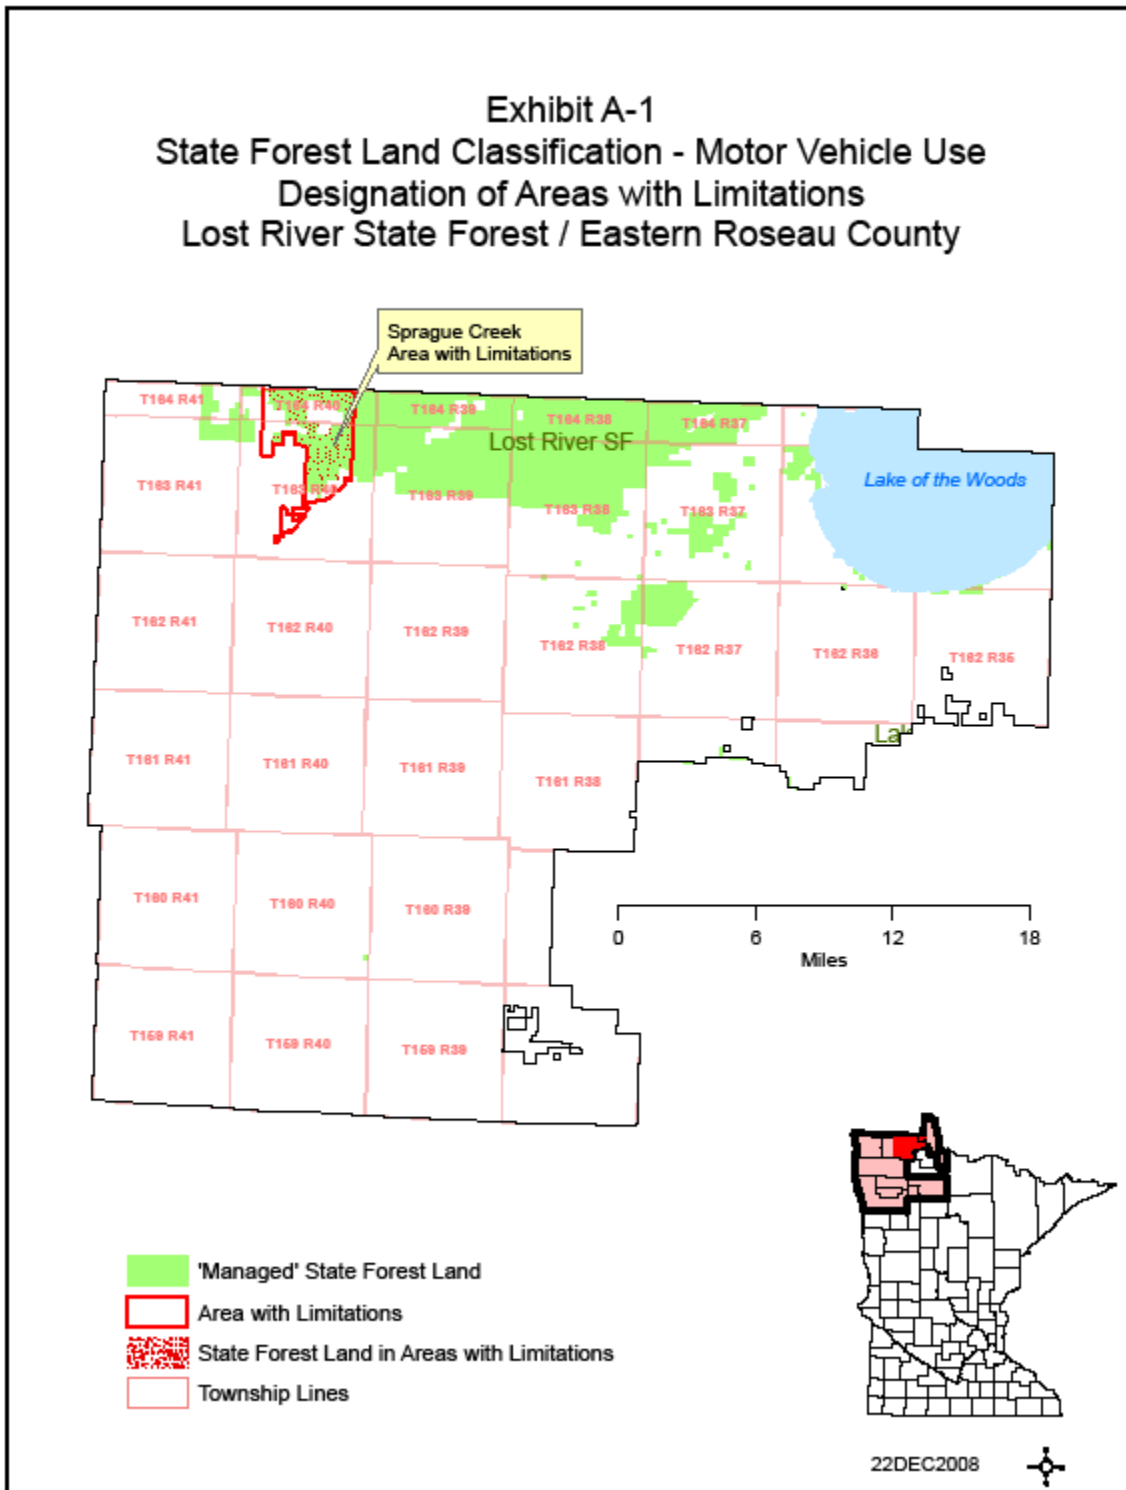 Exhibit A-1
State Forest Land Classification - Motor Vehicle Use
Designation of Areas with Limitations
Lost River State Forest / Eastern Roseau County
Sprague Creek
Area with Limitations
T164 R41
T164 R40
T164 R39
T164 R38
T164 R37
Lost River SF
Lake of the Woods
T163 R41
T163 R40
T163 R39
T163 R38
T163 R37
T162 R41
T162 R40
T162 R39
T162 R38
T162 R37
T162 R36
T162 R35
Lak
T161 R41
T161 R40
T161 R39
T161 R38
T160 R41
T160 R40
T160 R39
0 6 12 18
Miles
T159 R41
T159 R40
T159 R39
'Managed' State Forest Land
Area with Limitations
State Forest Land in Areas with Limitations
Township Lines
22DEC2008